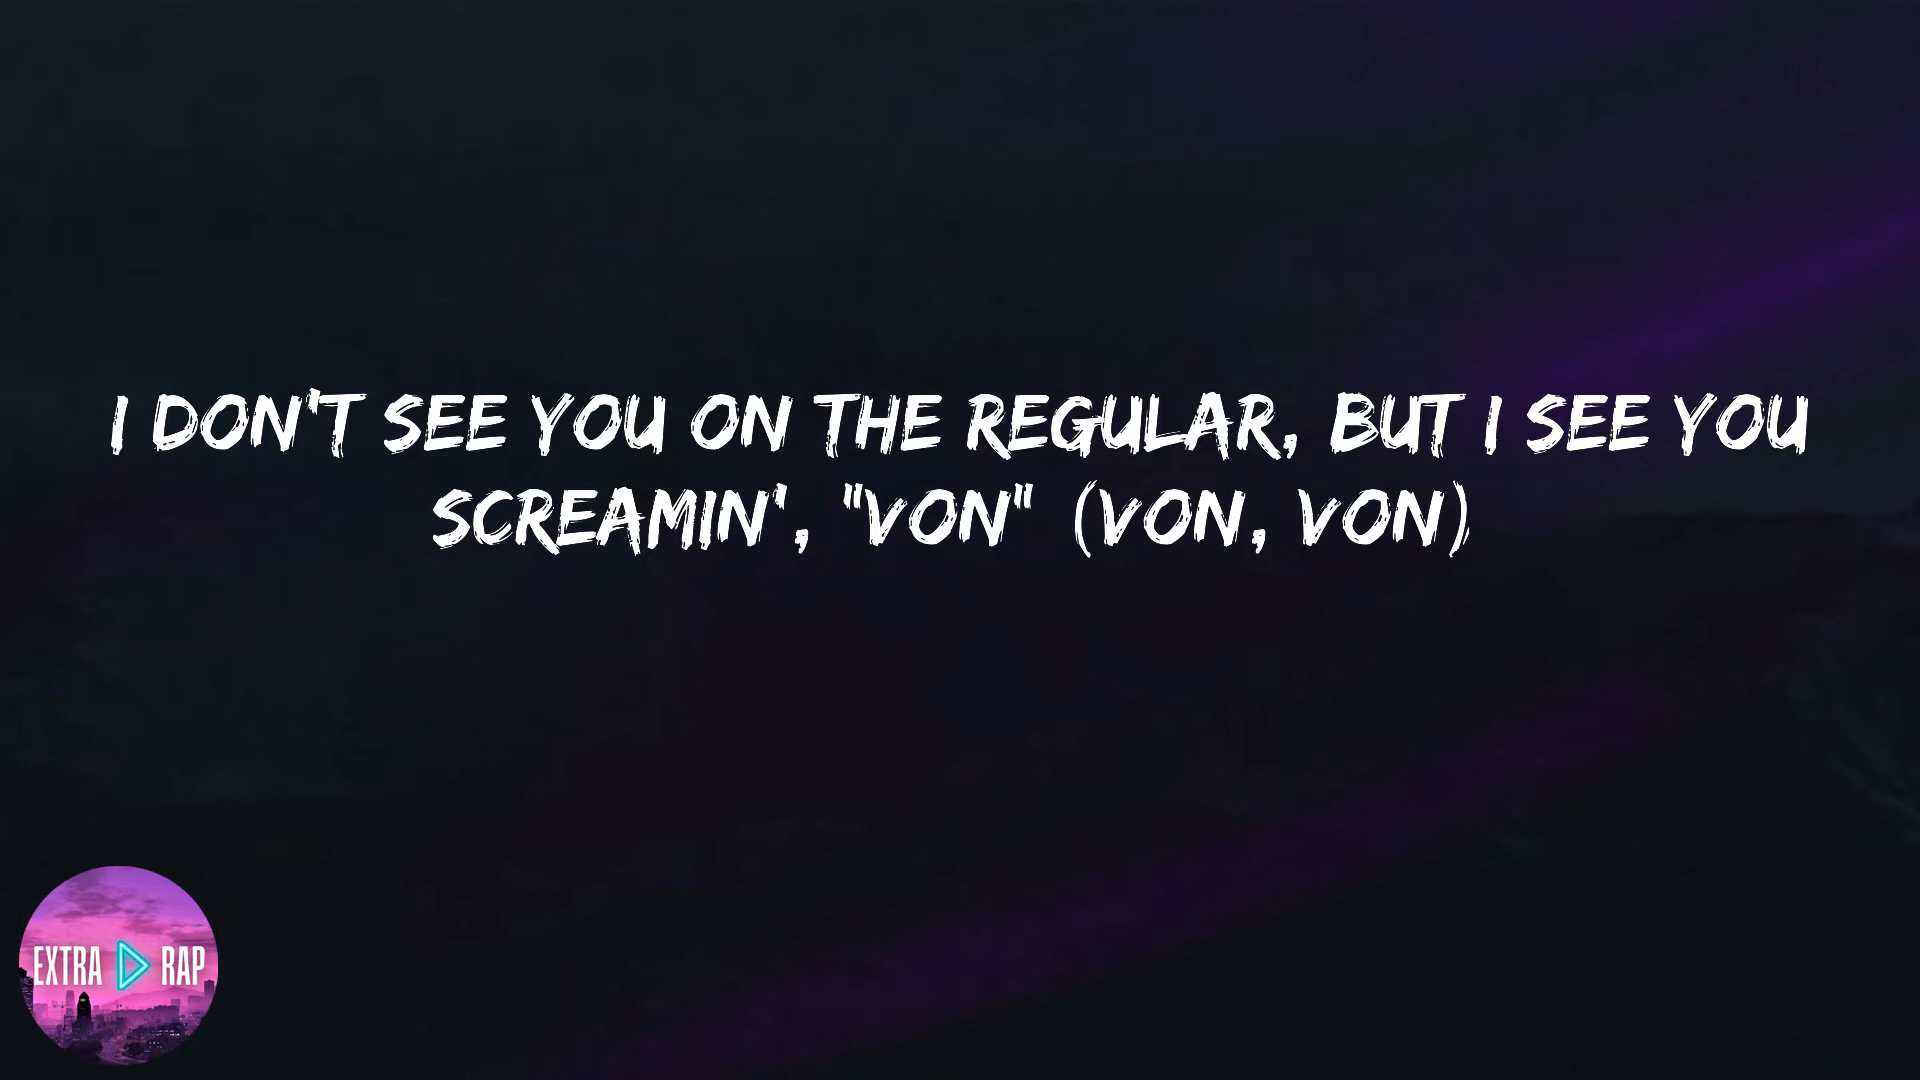 I DON'T SEE YOU ON THE REGULAR, BUT I SEE YOU
SCREAMIN', "VON" (VON, VON)
EXTRA RAP